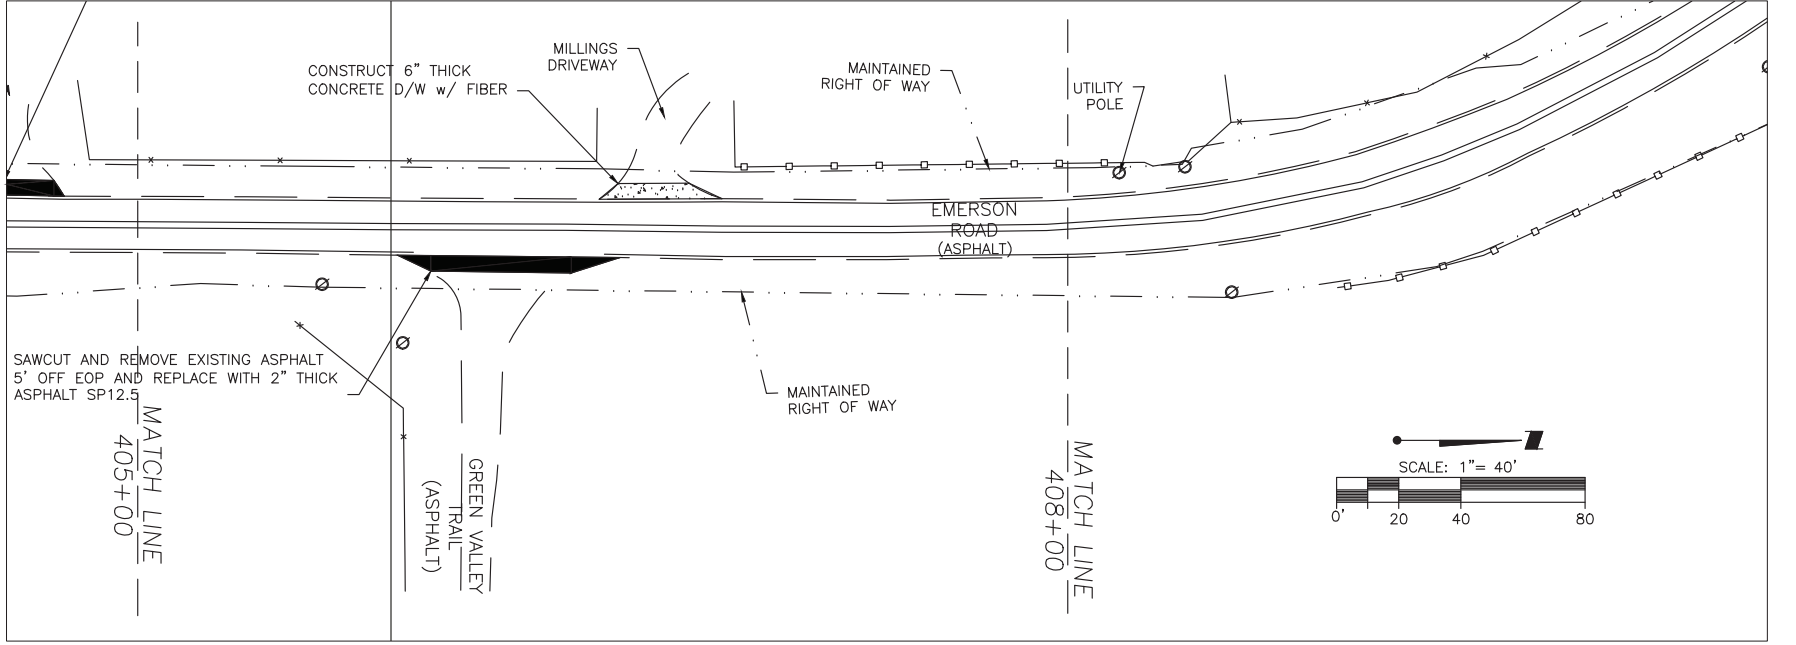 MILLINGS
DRIVEWAY
CONSTRUCT 6" THICK
CONCRETE D/W w/ FIBER
MAINTAINED
RIGHT OF WAY
UTILITY
POLE
EMERSON
ROAD
(ASPHALT)
SAWCUT AND REMOVE EXISTING ASPHALT
5' OFF EOP AND REPLACE WITH 2" THICK
ASPHALT SP12.5
MAINTAINED
RIGHT OF WAY
MATCH LINE
405+00
GREEN VALLEY
TRAIL
(ASPHALT)
MATCH LINE
408+00
Z
SCALE: 1"= 40'
0' 20 40 80